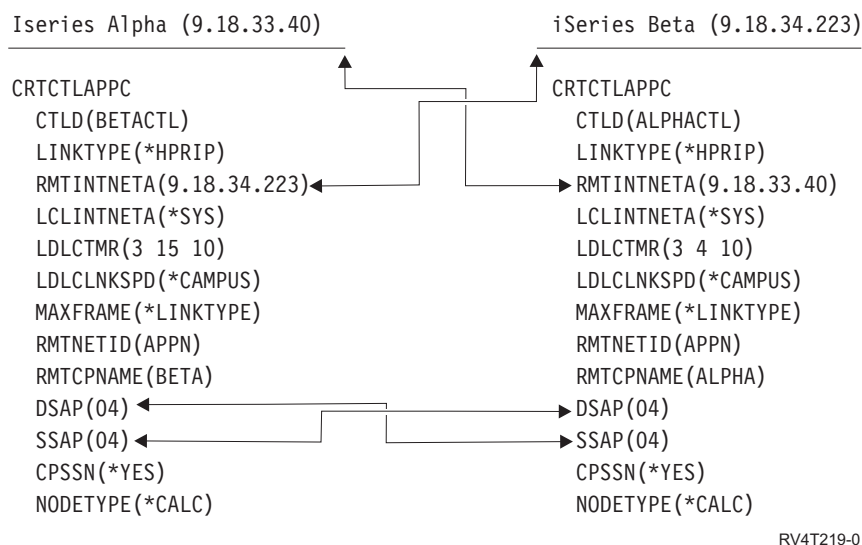 Iseries Alpha (9.18.33.40)
iSeries Beta (9.18.34.223)
CRTCTLAPPC
CTLD(BETACTL)
LINKTYPE(*HPRIP)
RMTINTNETA(9.18.34.223)
LCLINTNETA(*SYS)
LDLCTMR(3 15 10)
LDLCLNKSPD(*CAMPUS)
MAXFRAME(*LINKTYPE)
RMTNETID(APPN)
RMTCPNAME(BETA)
DSAP(04)
SSAP(04)
CPSSN(*YES)
NODETYPE(*CALC)
CRTCTLAPPC
CTLD(ALPHACTL)
LINKTYPE(*HPRIP)
RMTINTNETA(9.18.33.40)
LCLINTNETA(*SYS)
LDLCTMR(3 4 10)
LDLCLNKSPD(*CAMPUS)
MAXFRAME(*LINKTYPE)
RMTNETID(APPN)
RMTCPNAME(ALPHA)
DSAP(04)
SSAP(04)
CPSSN(*YES)
NODETYPE(*CALC)
RV4T219-0